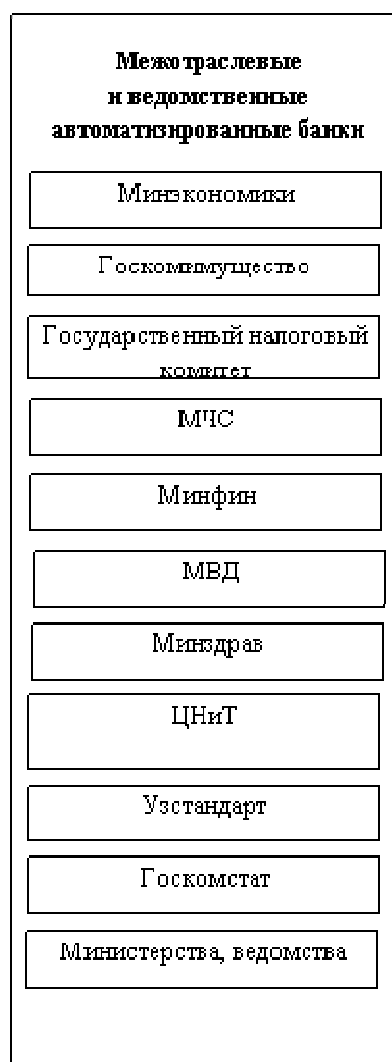 Межотраслевые
и ведомственные
автоматизированные банки
Минэкономики
Госкомимущество
Государственный налоговый
комитет
МЧС
Минфин
МВД
Минздрав
ЦНиТ
Узстандарт
Госкомстат
Министерства, ведомства